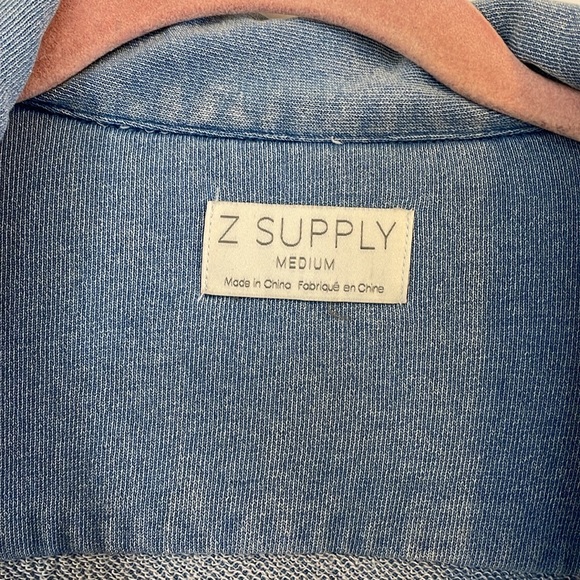 Z SUPPLY
MEDIUM
Made in China Fabriqué en Chine